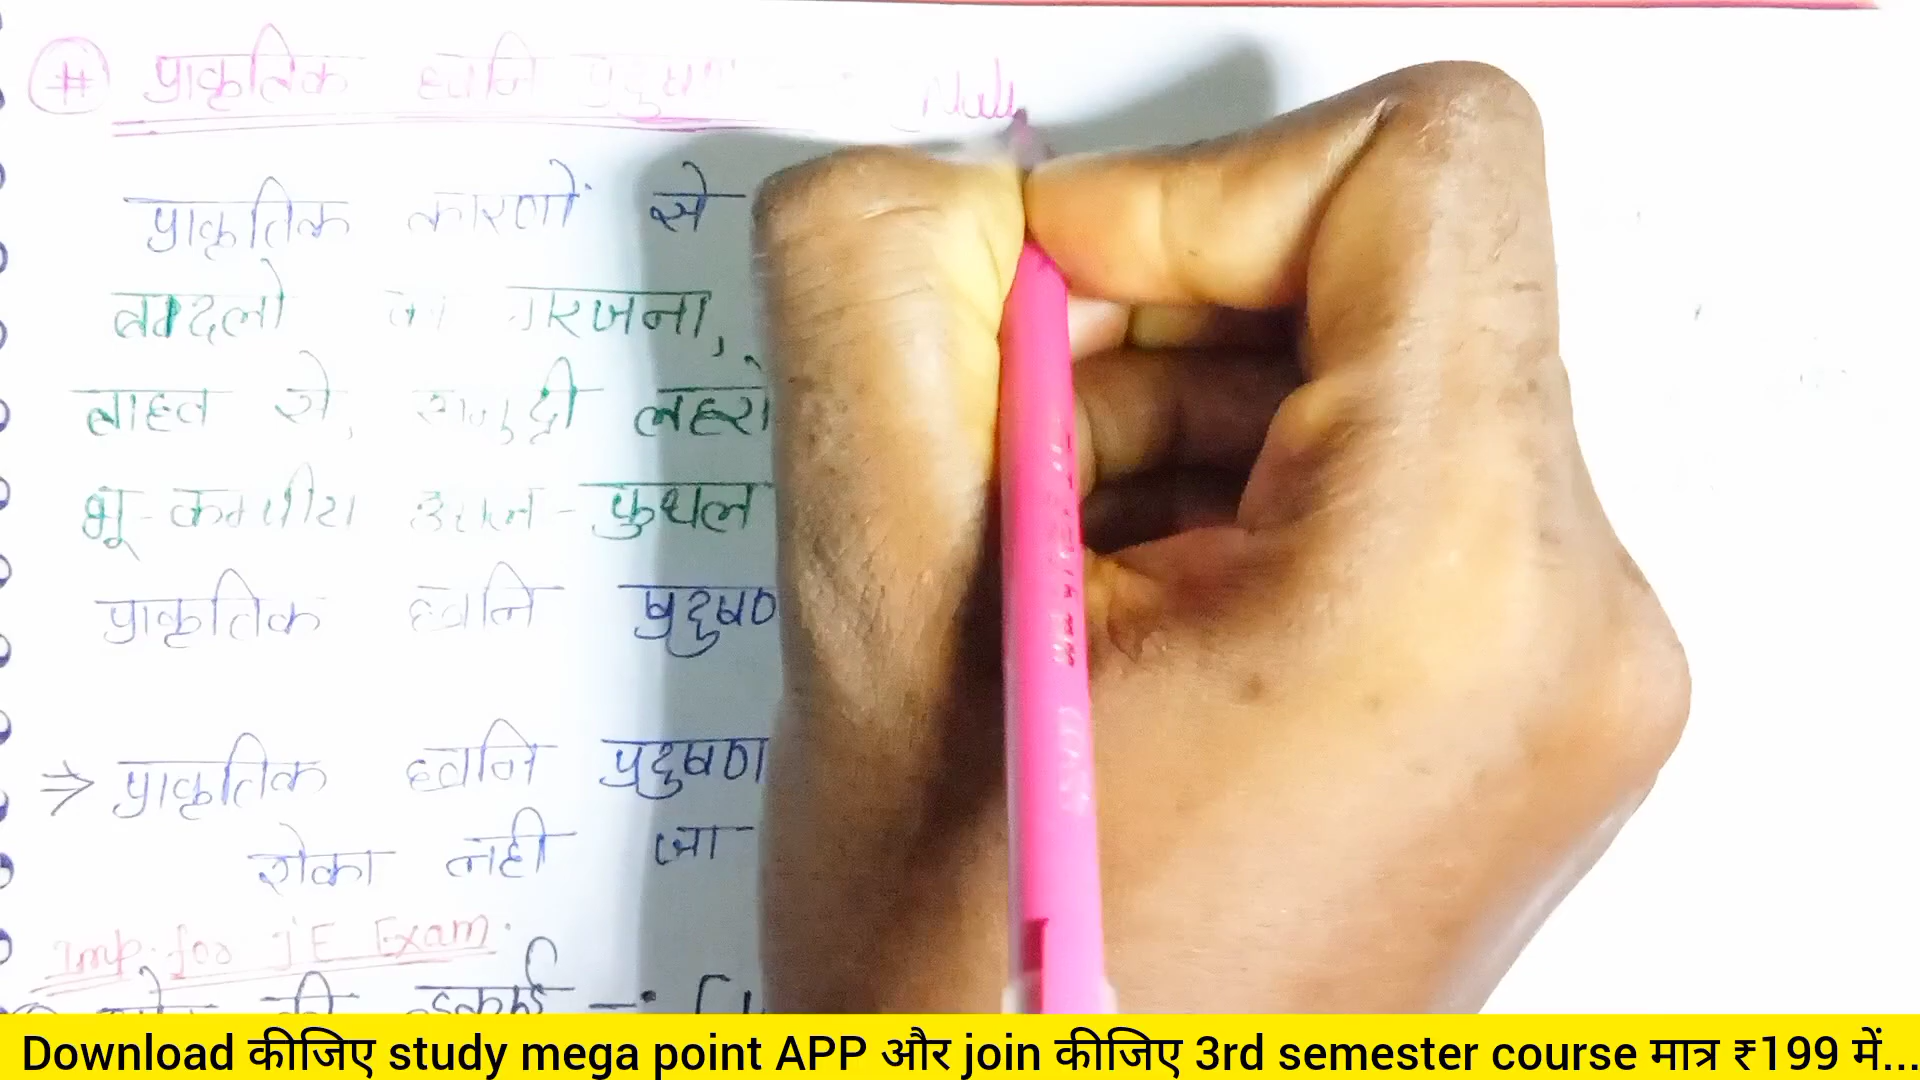 # प्राकृतिक ध्वनि प्रदुषण
प्राकृतिक कारणों से
बादलो का गरजना,
लाहल से, समुद्री लहरो
भू-कम्पीय उथल-पुथल
प्राकृतिक ध्वनि प्रदुषण
⇒ प्राकृतिक ध्वनि प्रदुषण
रोका नही जा
Imp. for JE Exam.
की इकाई -:
Download कीजिए study mega point APP और join कीजिए 3rd semester course मात्र ₹199 में...